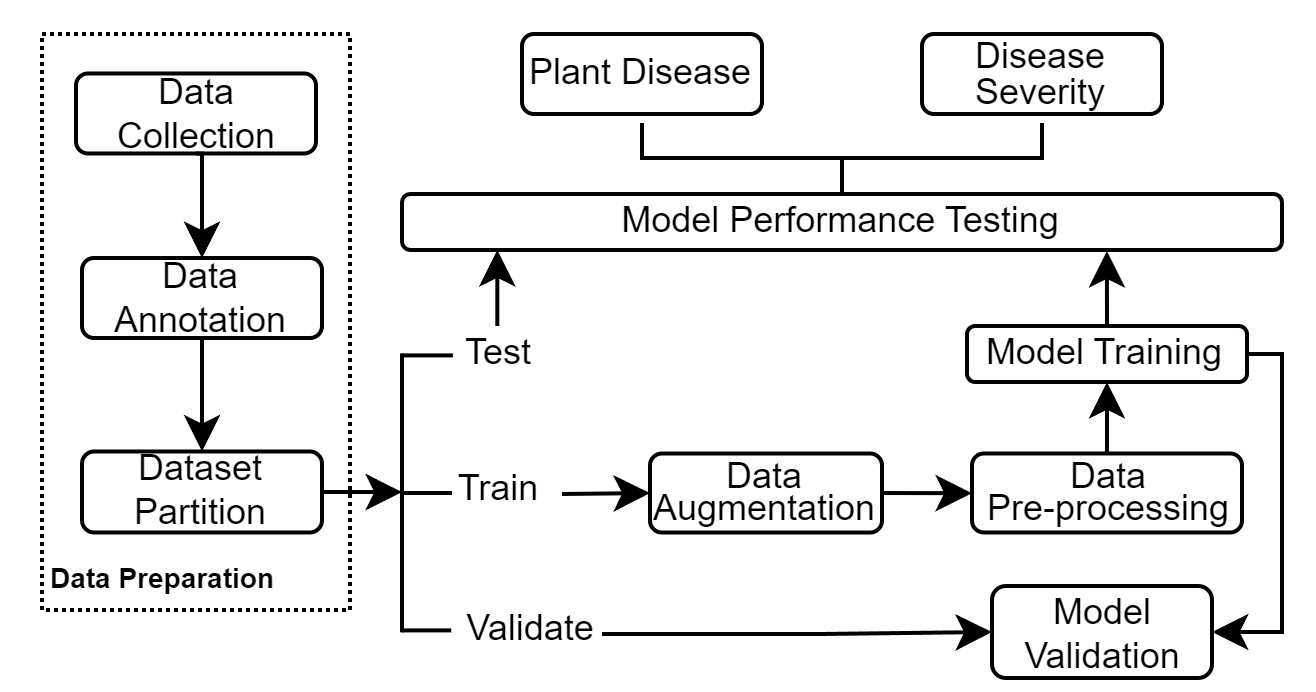 Data
Collection
Data
Annotation
Dataset
Partition
Data Preparation
Plant Disease
Disease
Severity
Model Performance Testing
Test
Model Training
Train
Data
Augmentation
Data
Pre-processing
Validate
Model
Validation